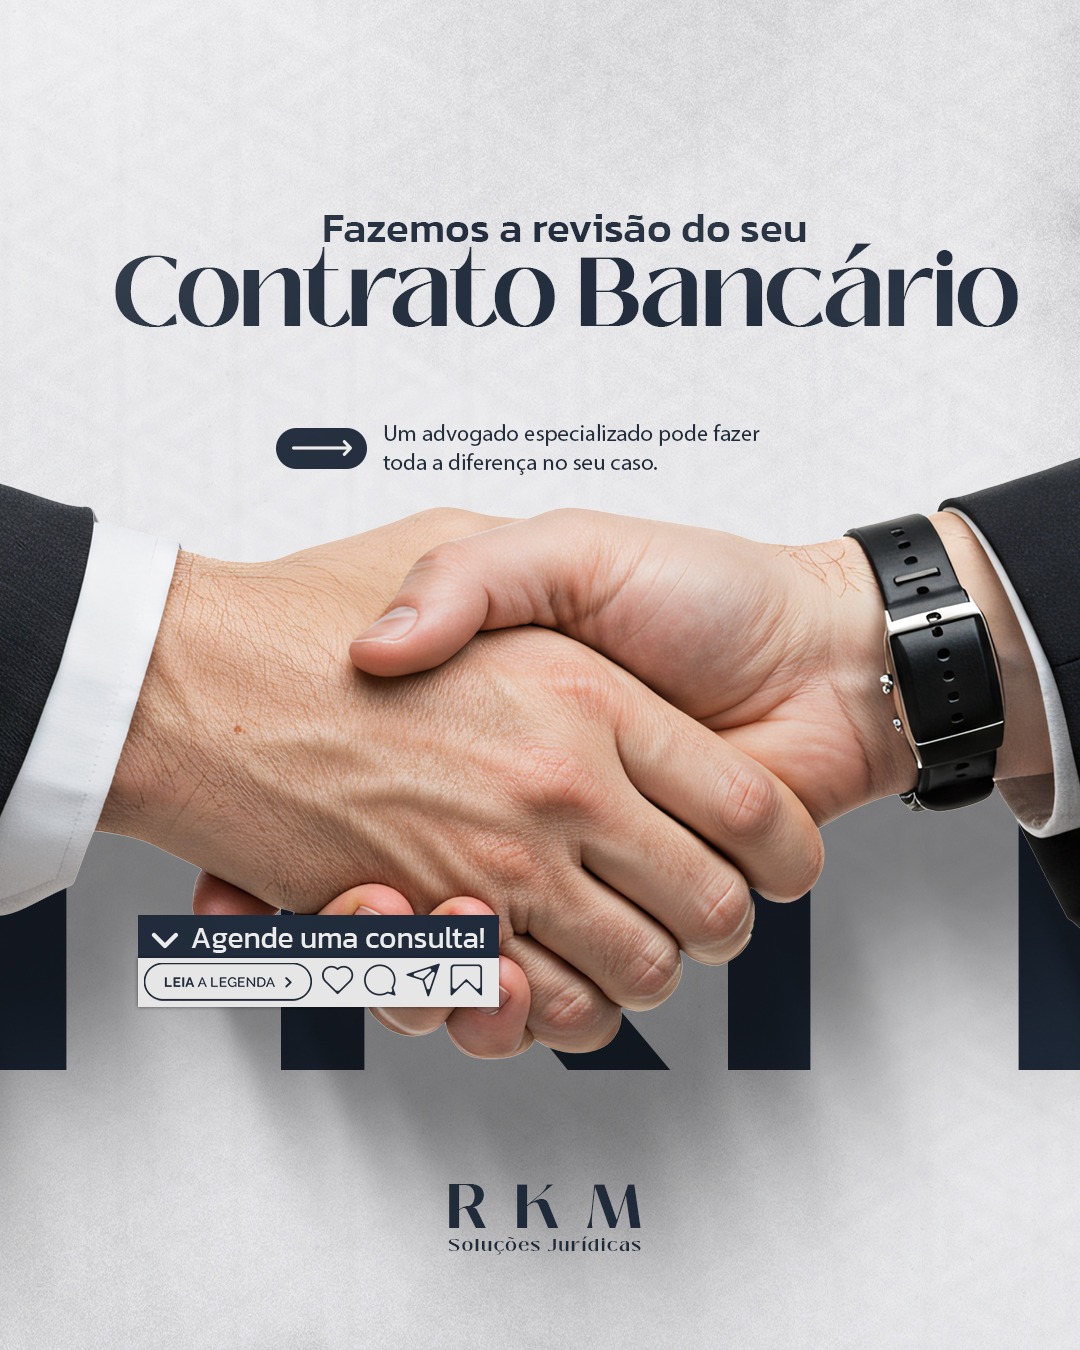 Fazemos a revisão do seu
Contrato Bancário
Um advogado especializado pode fazer
toda a diferença no seu caso.
Agende uma consulta!
LEIA A LEGENDA
RKM
Soluções Jurídicas